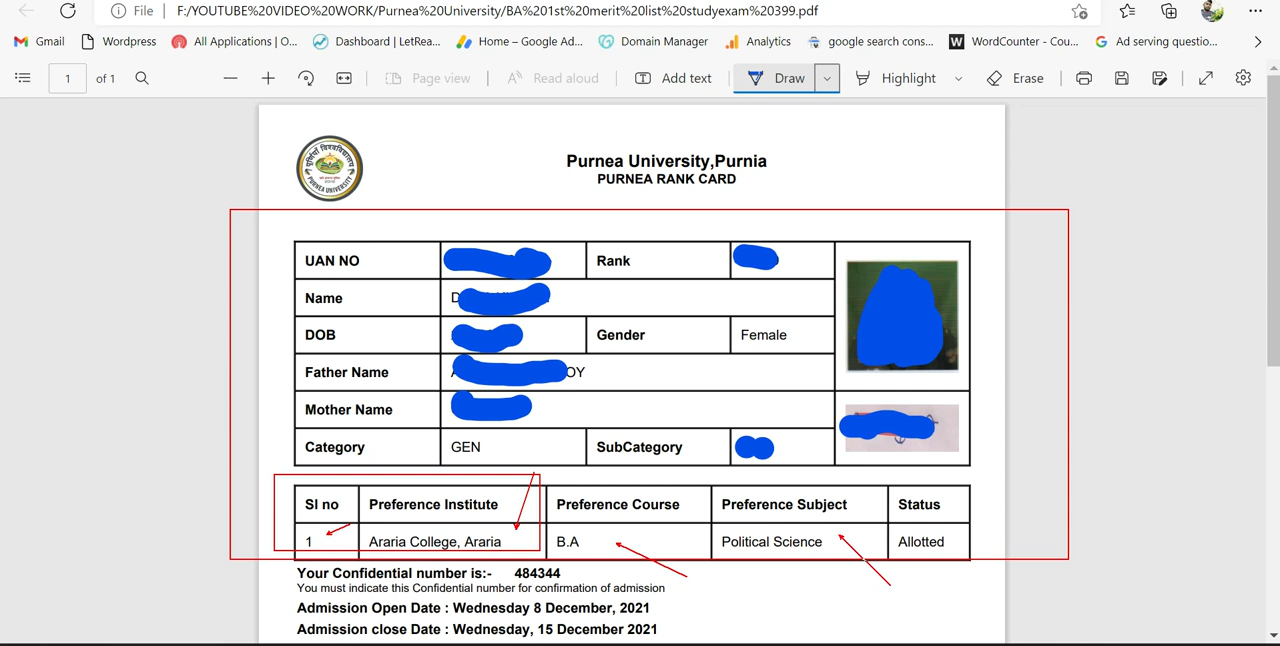 File F:/YOUTUBE%20VIDEO%20WORK/Purnea%20University/BA%201st%20merit%20list%20studyexam%20399.pdf
Gmail Wordpress All Applications | O... Dashboard | LetRea... Home – Google Ad... Domain Manager Analytics google search cons... WordCounter - Cou... Ad serving questio...
1 of 1 Page view Read aloud Add text Draw Highlight Erase
पूर्णियाँ विश्वविद्यालय
PURNEA UNIVERSITY
Purnea University,Purnia
PURNEA RANK CARD
UAN NO Rank
Name D
DOB Gender Female
Father Name OY
Mother Name
Category GEN SubCategory
Sl no Preference Institute Preference Course Preference Subject Status
1 Araria College, Araria B.A Political Science Allotted
Your Confidential number is:- 484344
You must indicate this Confidential number for confirmation of admission
Admission Open Date : Wednesday 8 December, 2021
Admission close Date : Wednesday, 15 December 2021